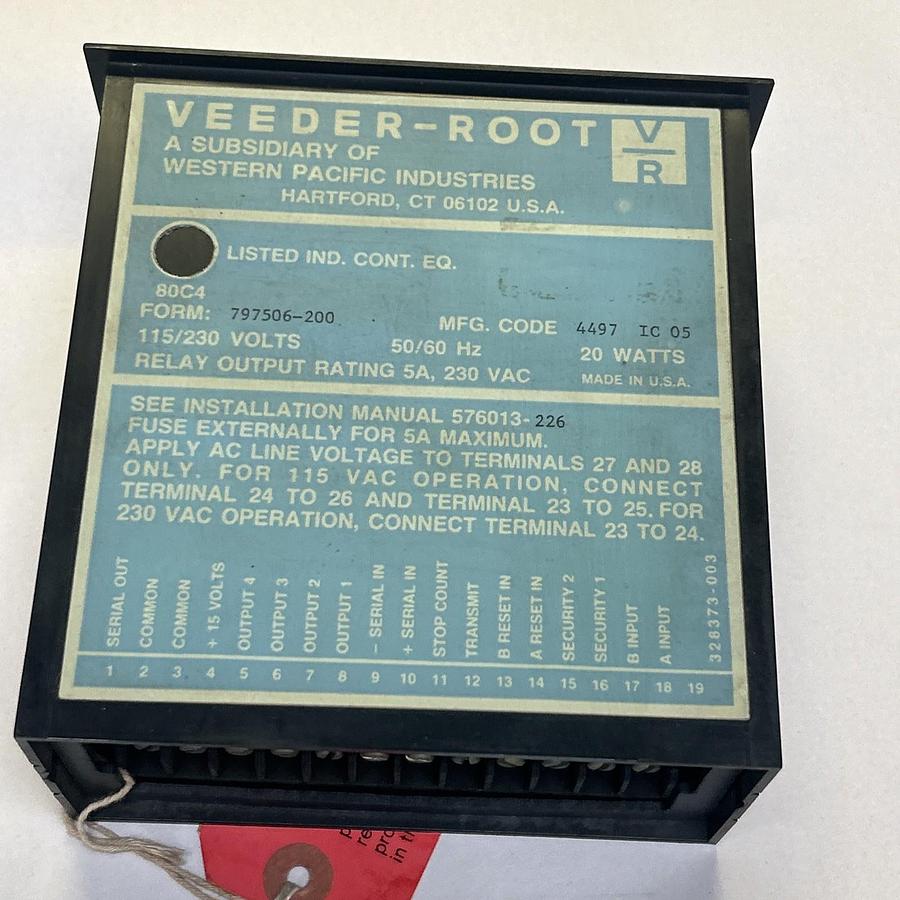 VEEDER-ROOT
V
R
A SUBSIDIARY OF
WESTERN PACIFIC INDUSTRIES
HARTFORD, CT 06102 U.S.A.
LISTED IND. CONT. EQ.
80C4
FORM: 797506-200
MFG. CODE 4497 IC 05
115/230 VOLTS 50/60 Hz 20 WATTS
RELAY OUTPUT RATING 5A, 230 VAC MADE IN U.S.A.
SEE INSTALLATION MANUAL 576013-226
FUSE EXTERNALLY FOR 5A MAXIMUM.
APPLY AC LINE VOLTAGE TO TERMINALS 27 AND 28
ONLY. FOR 115 VAC OPERATION, CONNECT
TERMINAL 24 TO 26 AND TERMINAL 23 TO 25. FOR
230 VAC OPERATION, CONNECT TERMINAL 23 TO 24.
SERIAL OUT
COMMON
COMMON
+ 15 VOLTS
OUTPUT 4
OUTPUT 3
OUTPUT 2
OUTPUT 1
- SERIAL IN
+ SERIAL IN
STOP COUNT
TRANSMIT
B RESET IN
A RESET IN
SECURITY 2
SECURITY 1
B INPUT
A INPUT
328373-003
1 2 3 4 5 6 7 8 9 10 11 12 13 14 15 16 17 18 19
in